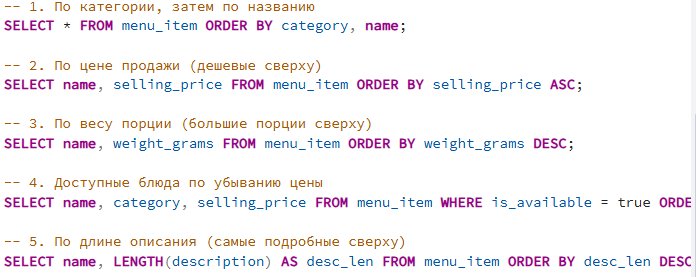 -- 1. По категории, затем по названию
SELECT * FROM menu_item ORDER BY category, name;
-- 2. По цене продажи (дешевые сверху)
SELECT name, selling_price FROM menu_item ORDER BY selling_price ASC;
-- 3. По весу порции (большие порции сверху)
SELECT name, weight_grams FROM menu_item ORDER BY weight_grams DESC;
-- 4. Доступные блюда по убыванию цены
SELECT name, category, selling_price FROM menu_item WHERE is_available = true ORDE
-- 5. По длине описания (самые подробные сверху)
SELECT name, LENGTH(description) AS desc_len FROM menu_item ORDER BY desc_len DESC